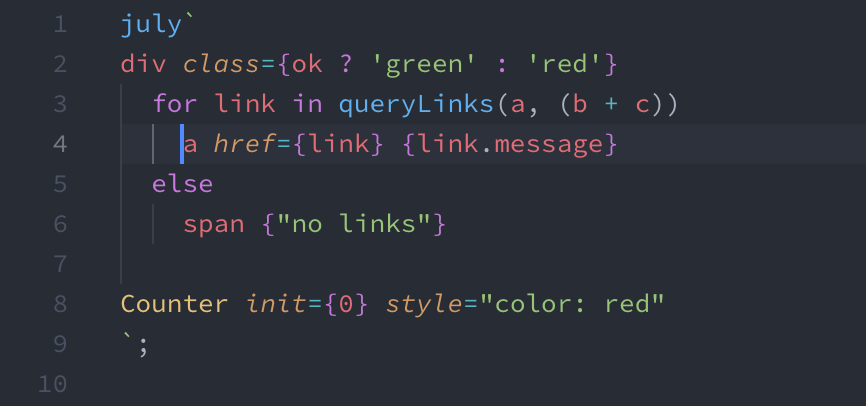 1 july`
2 div class={ok ? 'green' : 'red'}
3   for link in queryLinks(a, (b + c))
4     a href={link} {link.message}
5   else
6     span {"no links"}
7
8 Counter init={0} style="color: red"
9 `;
10